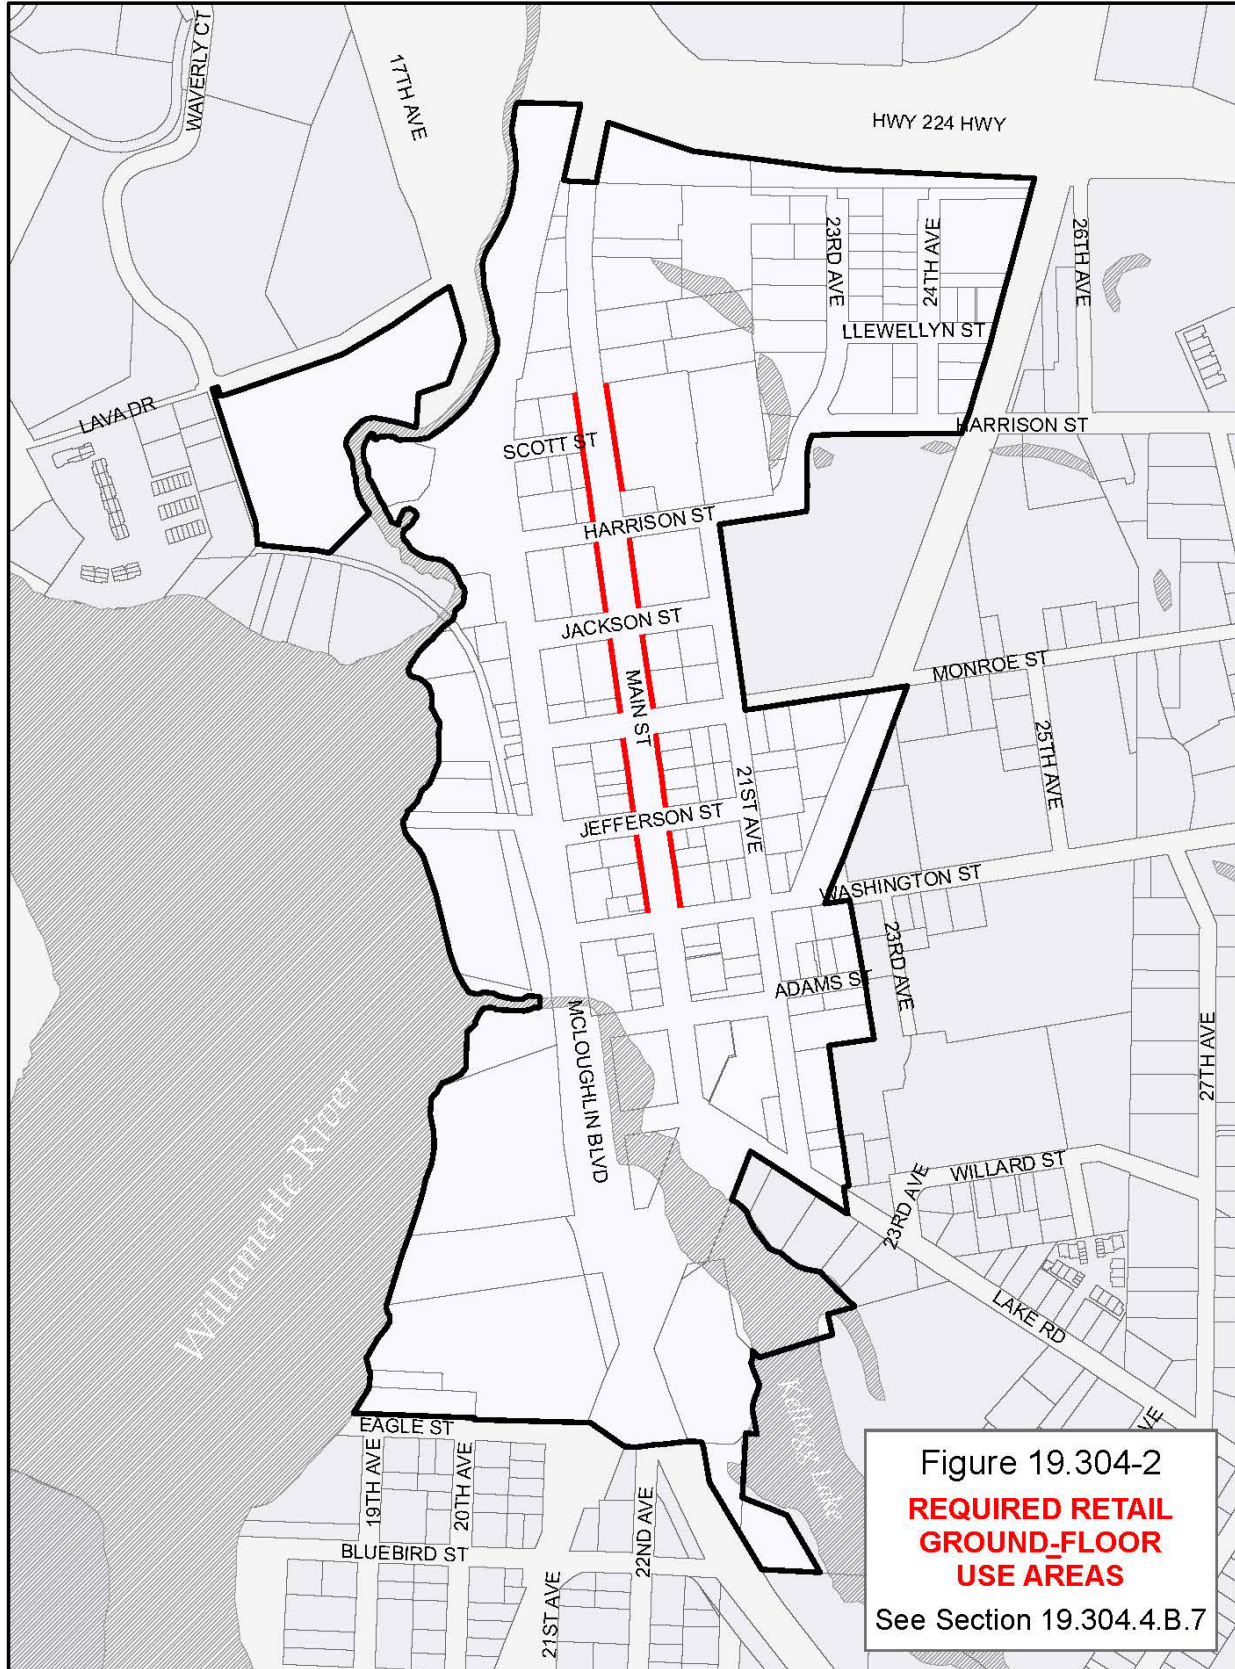 WAVERLY CT
17TH AVE
HWY 224 HWY
23RD AVE
24TH AVE
26TH AVE
LLEWELLYN ST
LAVA DR
SCOTT ST
HARRISON ST
HARRISON ST
JACKSON ST
MAIN ST
MONROE ST
25TH AVE
21ST AVE
JEFFERSON ST
WASHINGTON ST
23RD AVE
ADAMS ST
MCLOUGHLIN BLVD
27TH AVE
Willamette River
WILLARD ST
23RD AVE
LAKE RD
Kellogg Lake
EAGLE ST
19TH AVE
20TH AVE
22ND AVE
BLUEBIRD ST
21ST AVE
VE
Figure 19.304-2
REQUIRED RETAIL
GROUND-FLOOR
USE AREAS
See Section 19.304.4.B.7